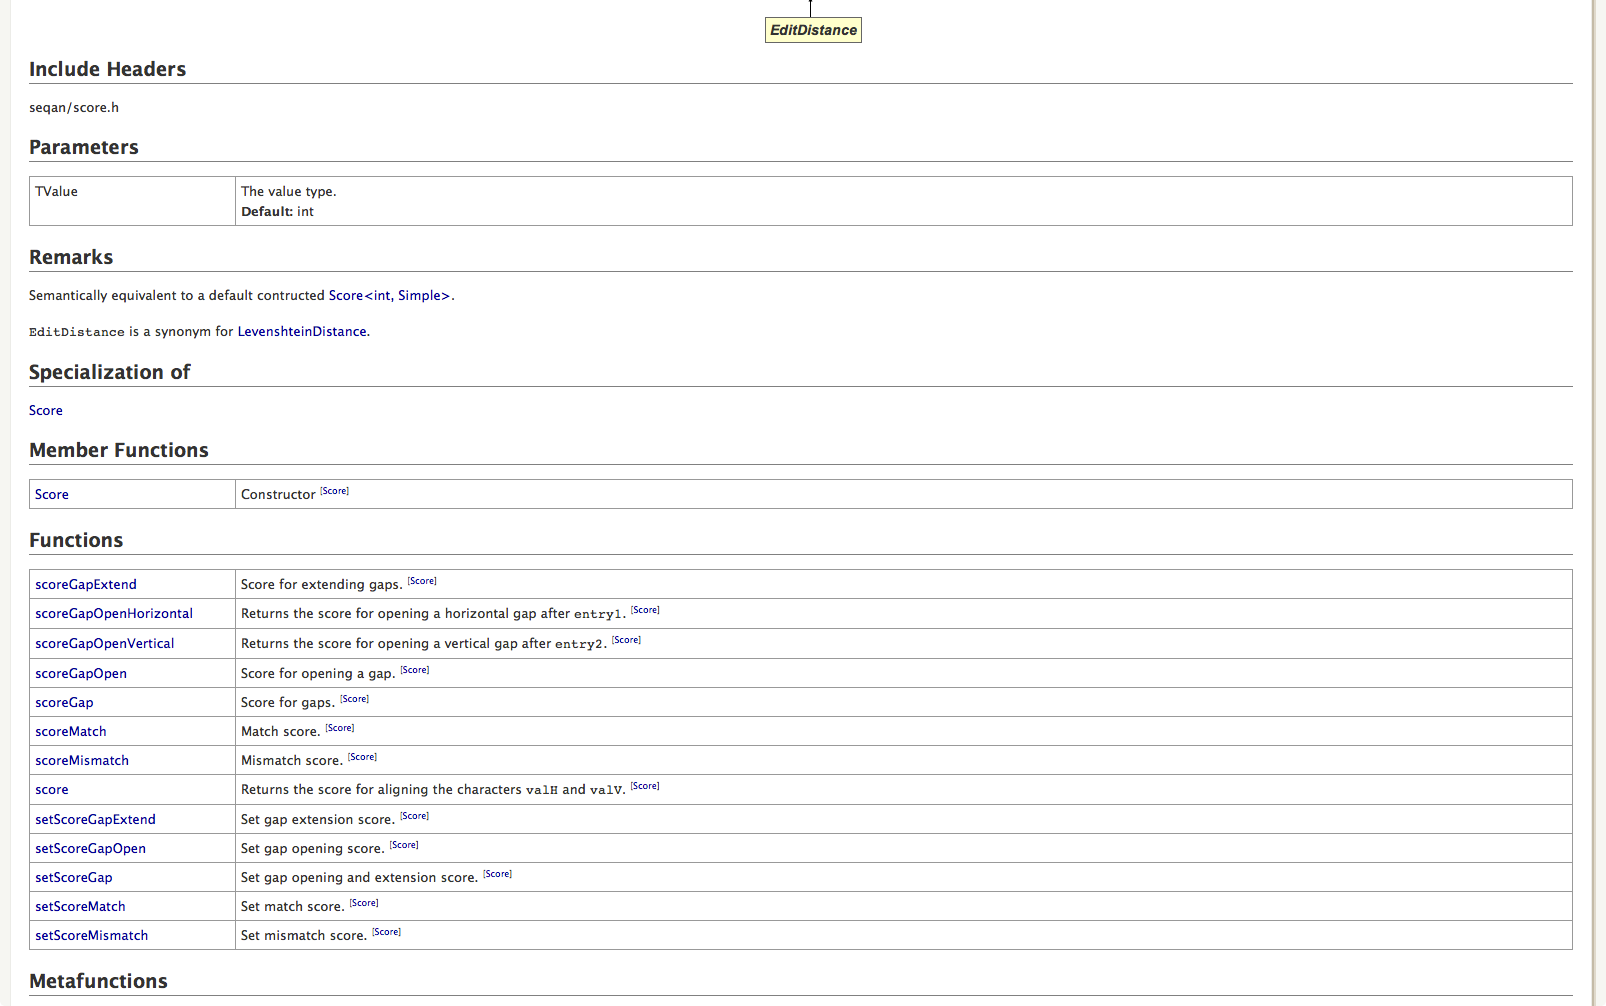 EditDistance
Include Headers
seqan/score.h
Parameters
TValue The value type.
Default: int
Remarks
Semantically equivalent to a default contructed Score<int, Simple>.
EditDistance is a synonym for LevenshteinDistance.
Specialization of
Score
Member Functions
Score Constructor [Score]
Functions
scoreGapExtend Score for extending gaps. [Score]
scoreGapOpenHorizontal Returns the score for opening a horizontal gap after entry1. [Score]
scoreGapOpenVertical Returns the score for opening a vertical gap after entry2. [Score]
scoreGapOpen Score for opening a gap. [Score]
scoreGap Score for gaps. [Score]
scoreMatch Match score. [Score]
scoreMismatch Mismatch score. [Score]
score Returns the score for aligning the characters valH and valV. [Score]
setScoreGapExtend Set gap extension score. [Score]
setScoreGapOpen Set gap opening score. [Score]
setScoreGap Set gap opening and extension score. [Score]
setScoreMatch Set match score. [Score]
setScoreMismatch Set mismatch score. [Score]
Metafunctions